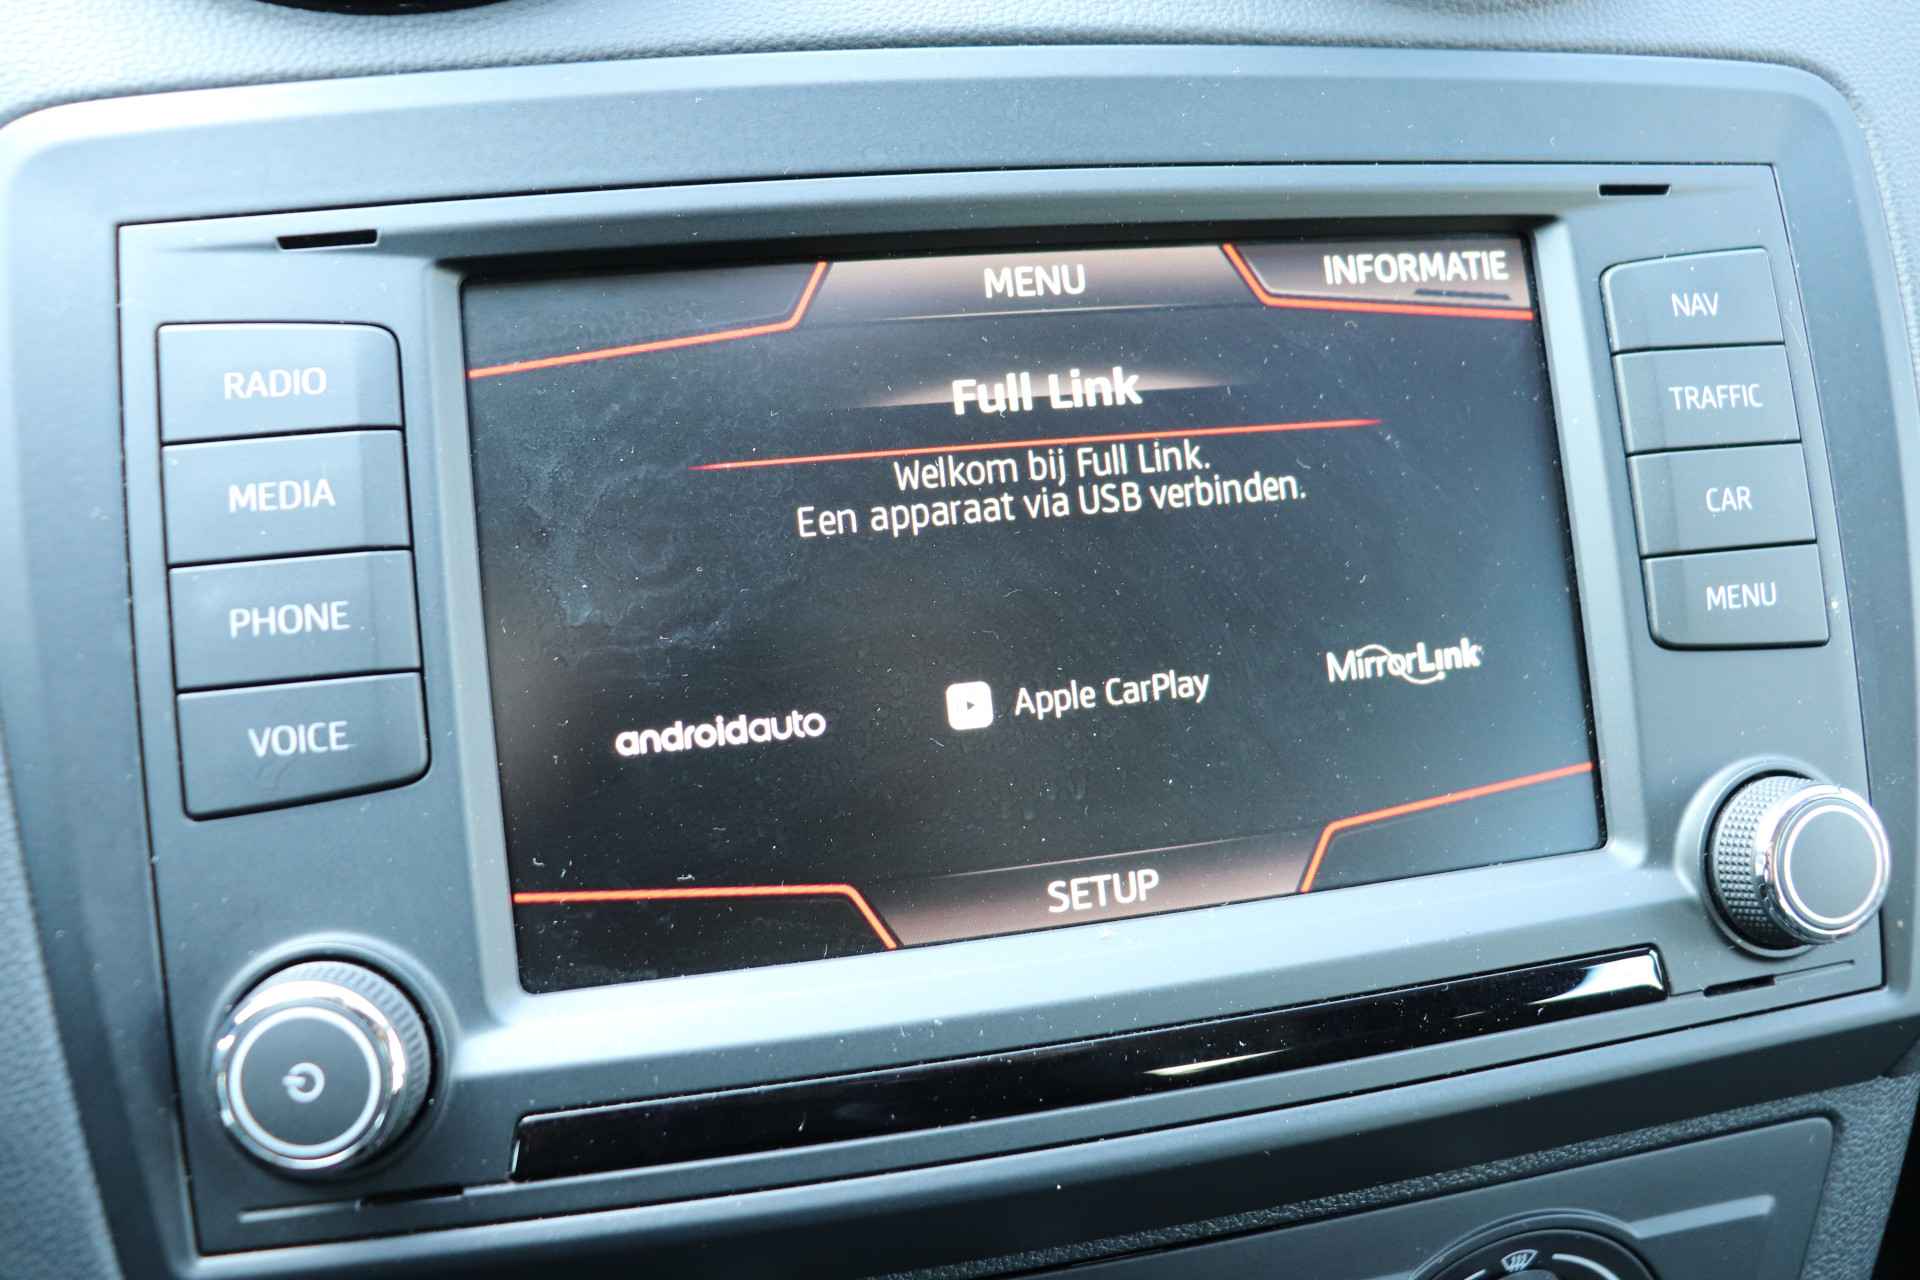 MENU
INFORMATIE
Full Link
Welkom bij Full Link.
Een apparaat via USB verbinden.
androidauto
Apple CarPlay
MirrorLink
SETUP
RADIO
MEDIA
PHONE
VOICE
NAV
TRAFFIC
CAR
MENU